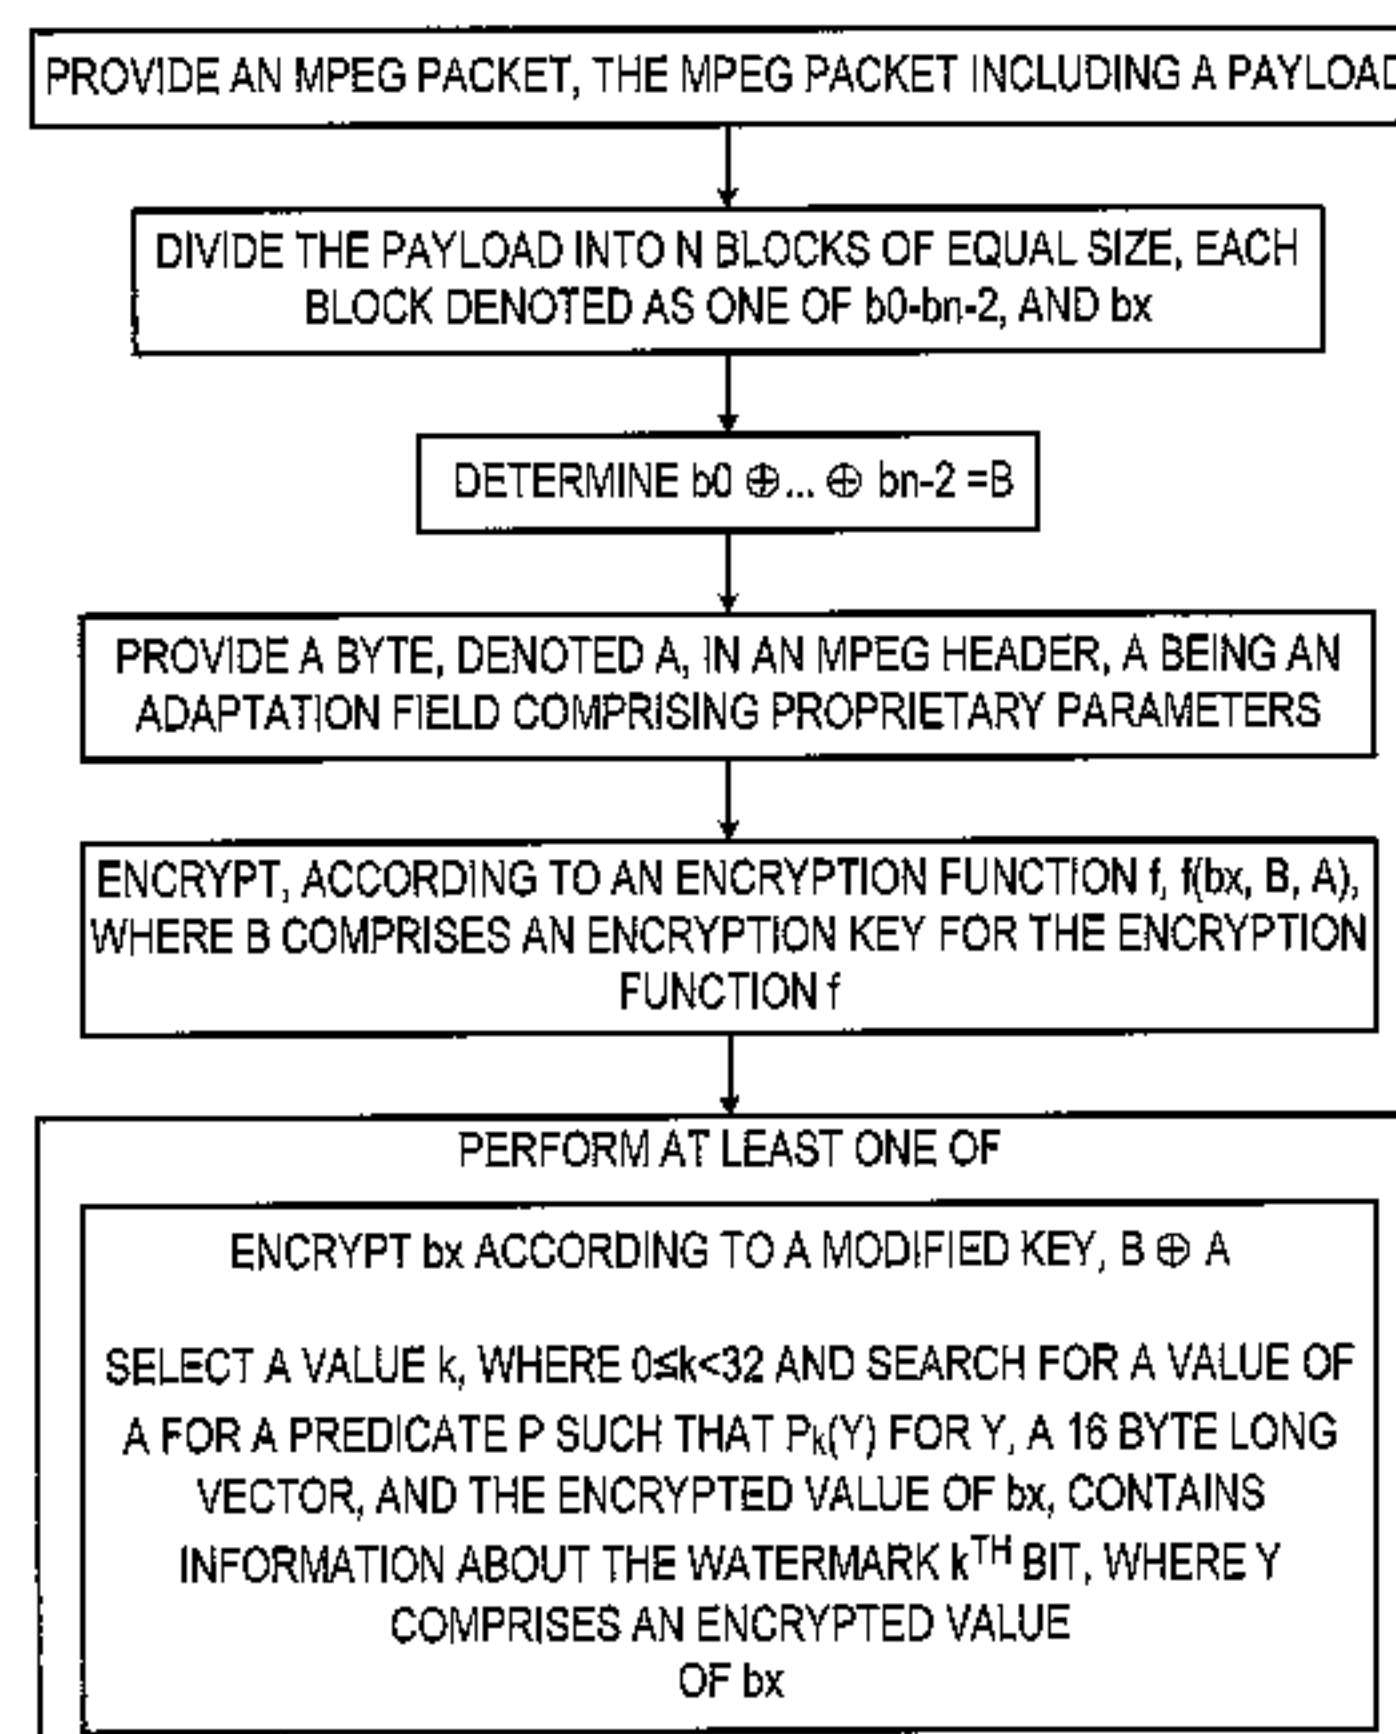 PROVIDE AN MPEG PACKET, THE MPEG PACKET INCLUDING A PAYLOAD
DIVIDE THE PAYLOAD INTO N BLOCKS OF EQUAL SIZE, EACH
BLOCK DENOTED AS ONE OF b0-bn-2, AND bx
DETERMINE b0 ⊕... ⊕ bn-2 =B
PROVIDE A BYTE, DENOTED A, IN AN MPEG HEADER, A BEING AN
ADAPTATION FIELD COMPRISING PROPRIETARY PARAMETERS
ENCRYPT, ACCORDING TO AN ENCRYPTION FUNCTION f, f(bx, B, A),
WHERE B COMPRISES AN ENCRYPTION KEY FOR THE ENCRYPTION
FUNCTION f
PERFORM AT LEAST ONE OF
ENCRYPT bx ACCORDING TO A MODIFIED KEY, B ⊕ A
SELECT A VALUE k, WHERE 0≤k<32 AND SEARCH FOR A VALUE OF
A FOR A PREDICATE P SUCH THAT Pk(Y) FOR Y, A 16 BYTE LONG
VECTOR, AND THE ENCRYPTED VALUE OF bx, CONTAINS
INFORMATION ABOUT THE WATERMARK kTH BIT, WHERE Y
COMPRISES AN ENCRYPTED VALUE
OF bx